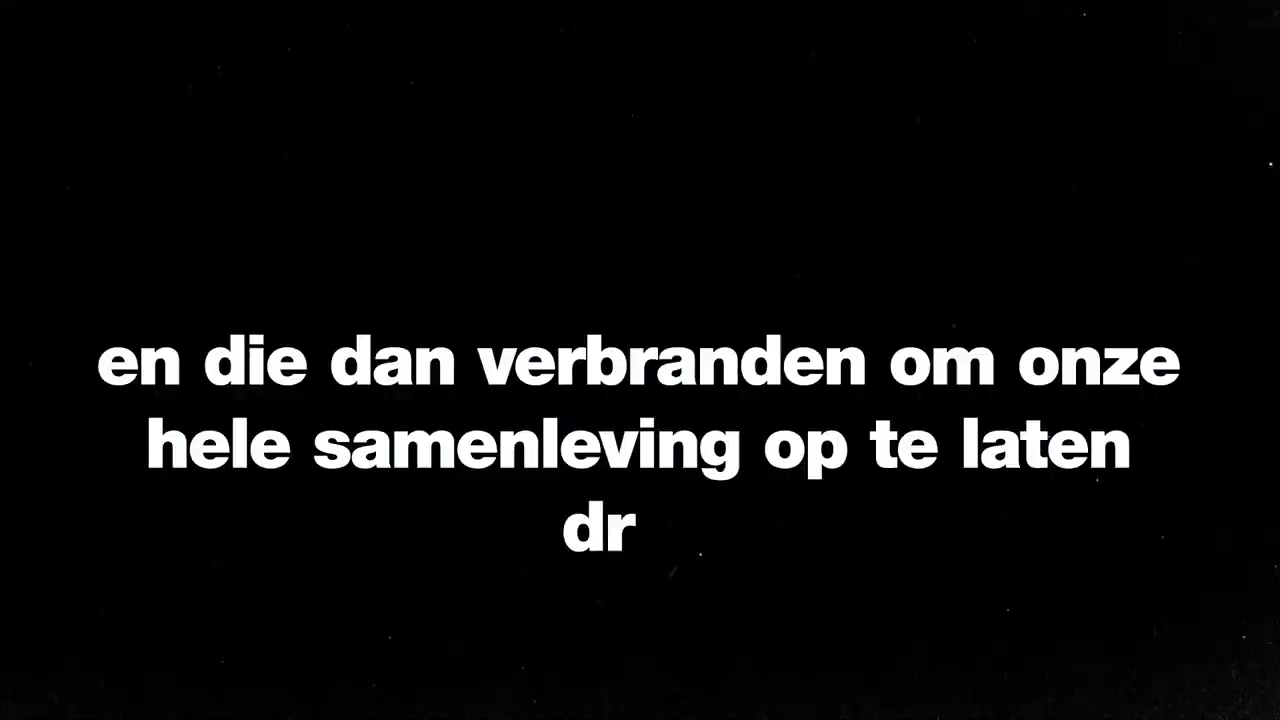 en die dan verbranden om onze
hele samenleving op te laten
dr